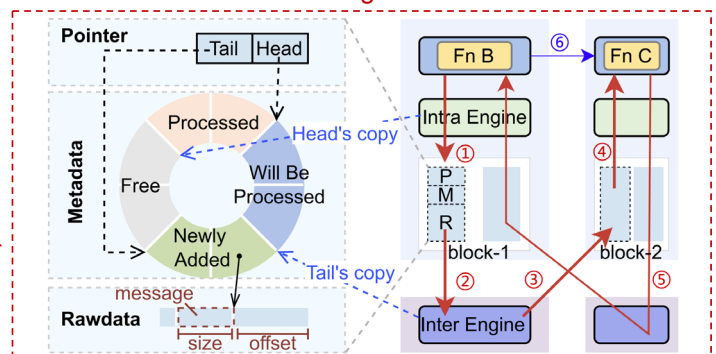 Pointer
Tail
Head
Metadata
Processed
Head's copy
Free
Will Be
Processed
Newly
Added
Tail's copy
Rawdata
message
size
offset
Fn B
⑥
Fn C
Intra Engine
①
④
P
M
R
block-1
block-2
②
③
⑤
Inter Engine